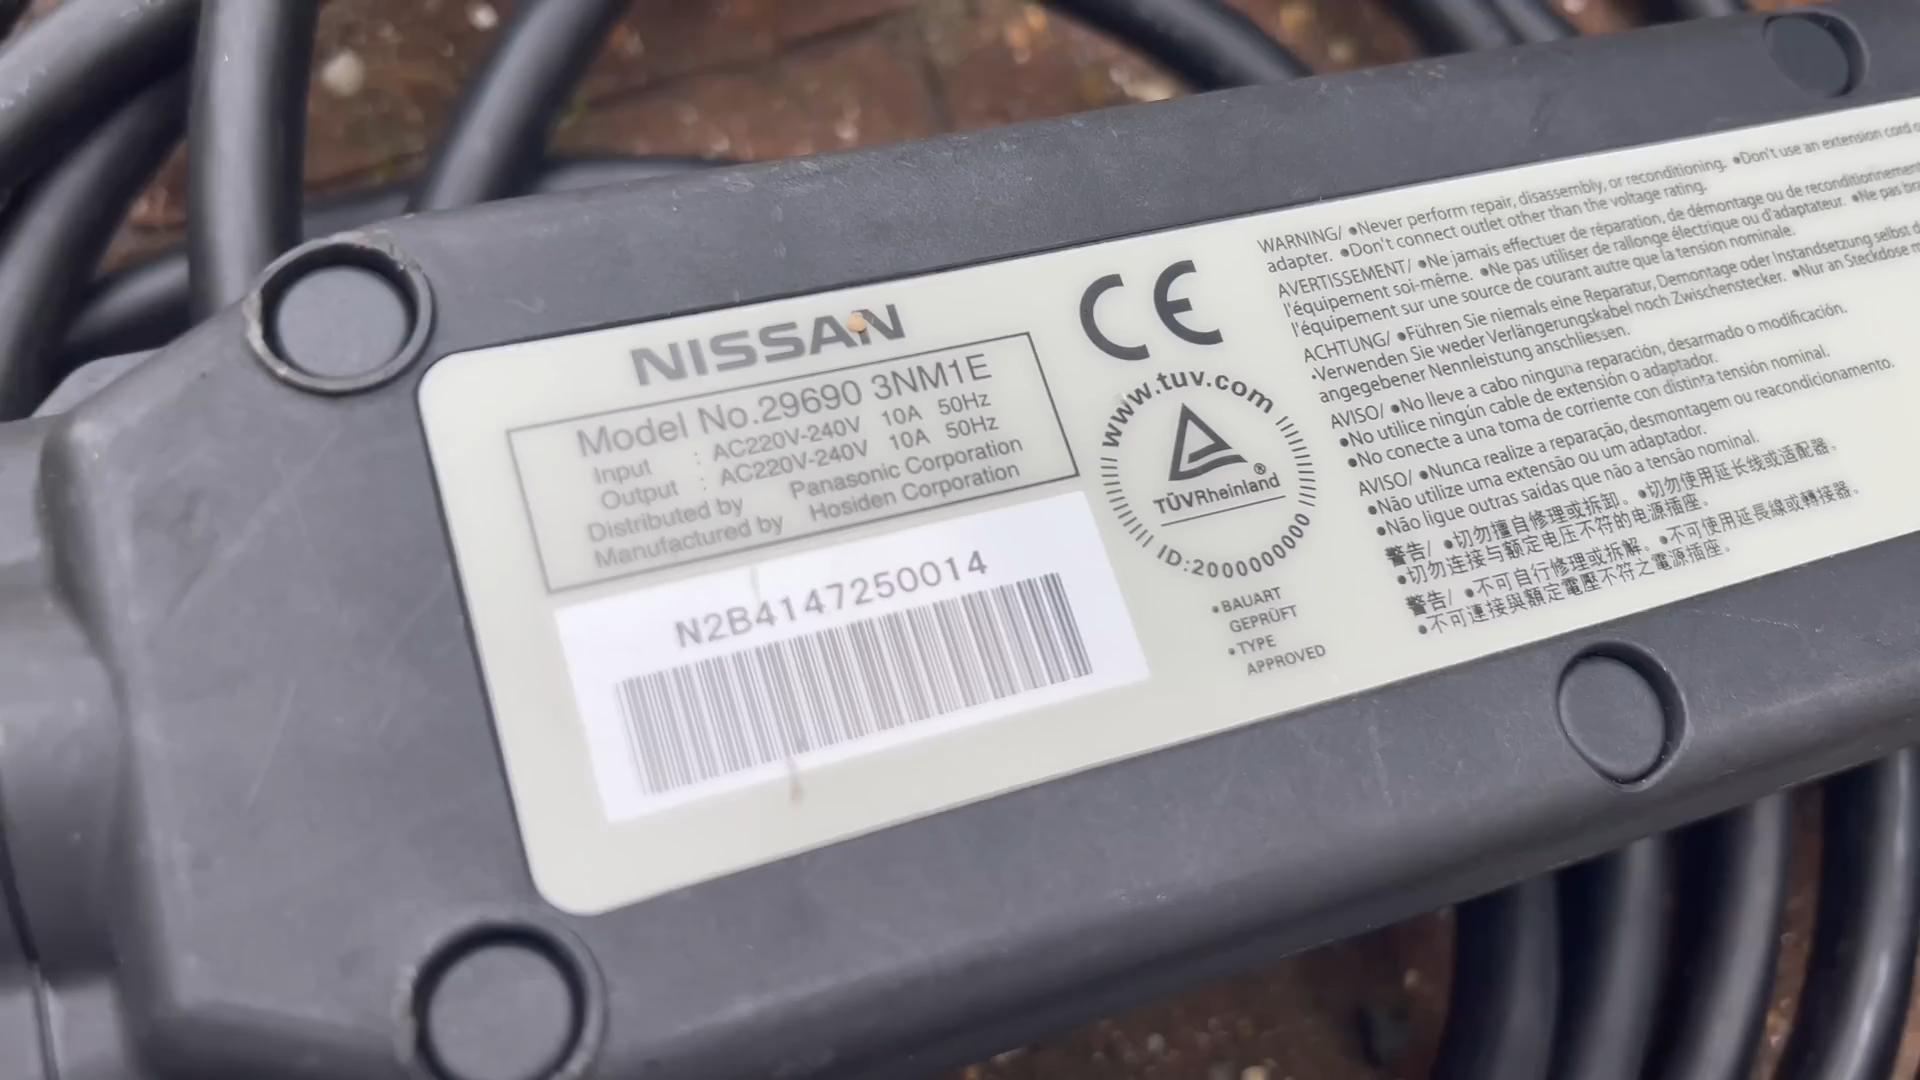 NISSAN
Model No.29690 3NM1E
Input : AC220V-240V 10A 50Hz
Output : AC220V-240V 10A 50Hz
Distributed by Panasonic Corporation
Manufactured by Hosiden Corporation
N2B4147250014
CE
www.tuv.com
TÜVRheinland®
ID:2000000000
•BAUART
GEPRÜFT
•TYPE
APPROVED
WARNING/ •Never perform repair, disassembly, or reconditioning. •Don't use an extension cord
adapter. •Don't connect outlet other than the voltage rating.
AVERTISSEMENT/ •Ne jamais effectuer de réparation, de démontage ou de reconditionnement
l'équipement soi-même. •Ne pas utiliser de rallonge électrique ou d'adaptateur. •Ne pas
l'équipement sur une source de courant autre que la tension nominale.
ACHTUNG/ •Führen Sie niemals eine Reparatur, Demontage oder Instandsetzung selbst
•Verwenden Sie weder Verlängerungskabel noch Zwischenstecker. •Nur an Steckdose
angegebener Nennleistung anschliessen.
AVISO/ •No lleve a cabo ninguna reparación, desarmado o modificación.
•No utilice ningún cable de extensión o adaptador.
•No conecte a una toma de corriente con distinta tensión nominal.
AVISO/ •Nunca realize a reparação, desmontagem ou reacondicionamento.
•Não utilize uma extensão ou um adaptador.
•Não ligue outras saídas que não a tensão nominal.
警告/ •切勿擅自修理或拆卸。•切勿使用延长线或适配器。
•切勿连接与额定电压不符的电源插座。
警告/ •不可自行修理或拆解。•不可使用延長線或轉接器。
•不可連接與額定電壓不符之電源插座。